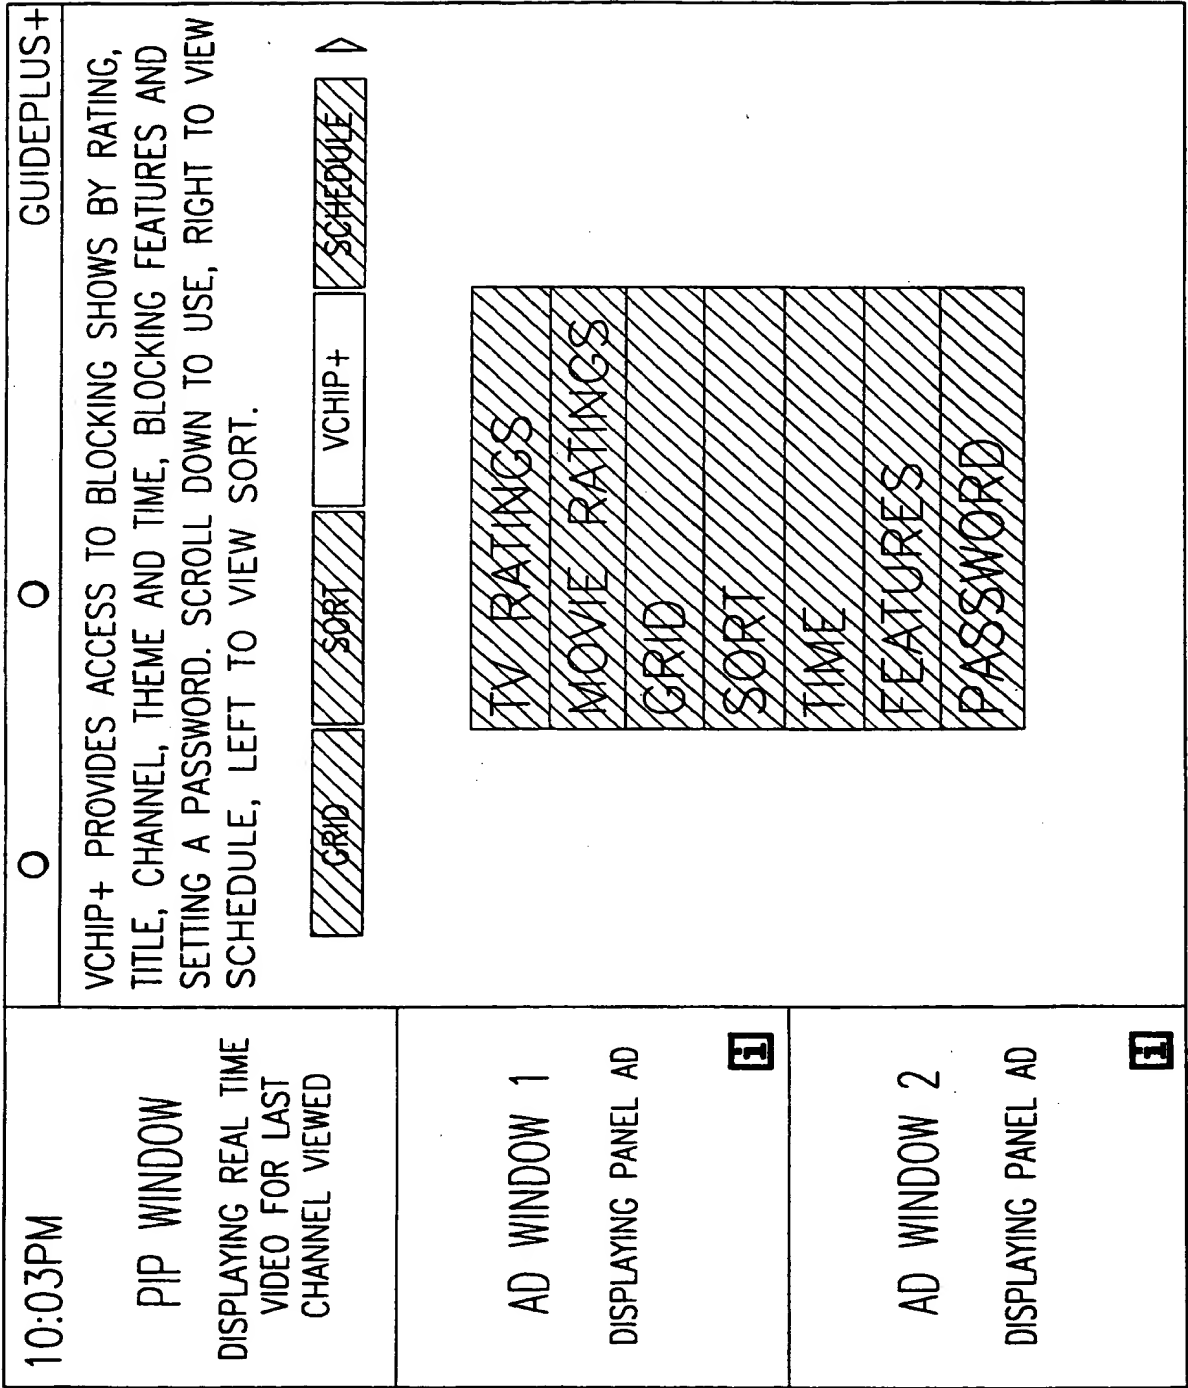 10:03PM
GUIDEPLUS+
PIP WINDOW
DISPLAYING REAL TIME
VIDEO FOR LAST
CHANNEL VIEWED
AD WINDOW 1
DISPLAYING PANEL AD
i
AD WINDOW 2
DISPLAYING PANEL AD
i
VCHIP+ PROVIDES ACCESS TO BLOCKING SHOWS BY RATING,
TITLE, CHANNEL, THEME AND TIME, BLOCKING FEATURES AND
SETTING A PASSWORD. SCROLL DOWN TO USE, RIGHT TO VIEW
SCHEDULE, LEFT TO VIEW SORT.
GRID SORT VCHIP+ SCHEDULE
TV RATINGS
MOVIE RATINGS
GRID
SORT
TIME
FEATURES
PASSWORD